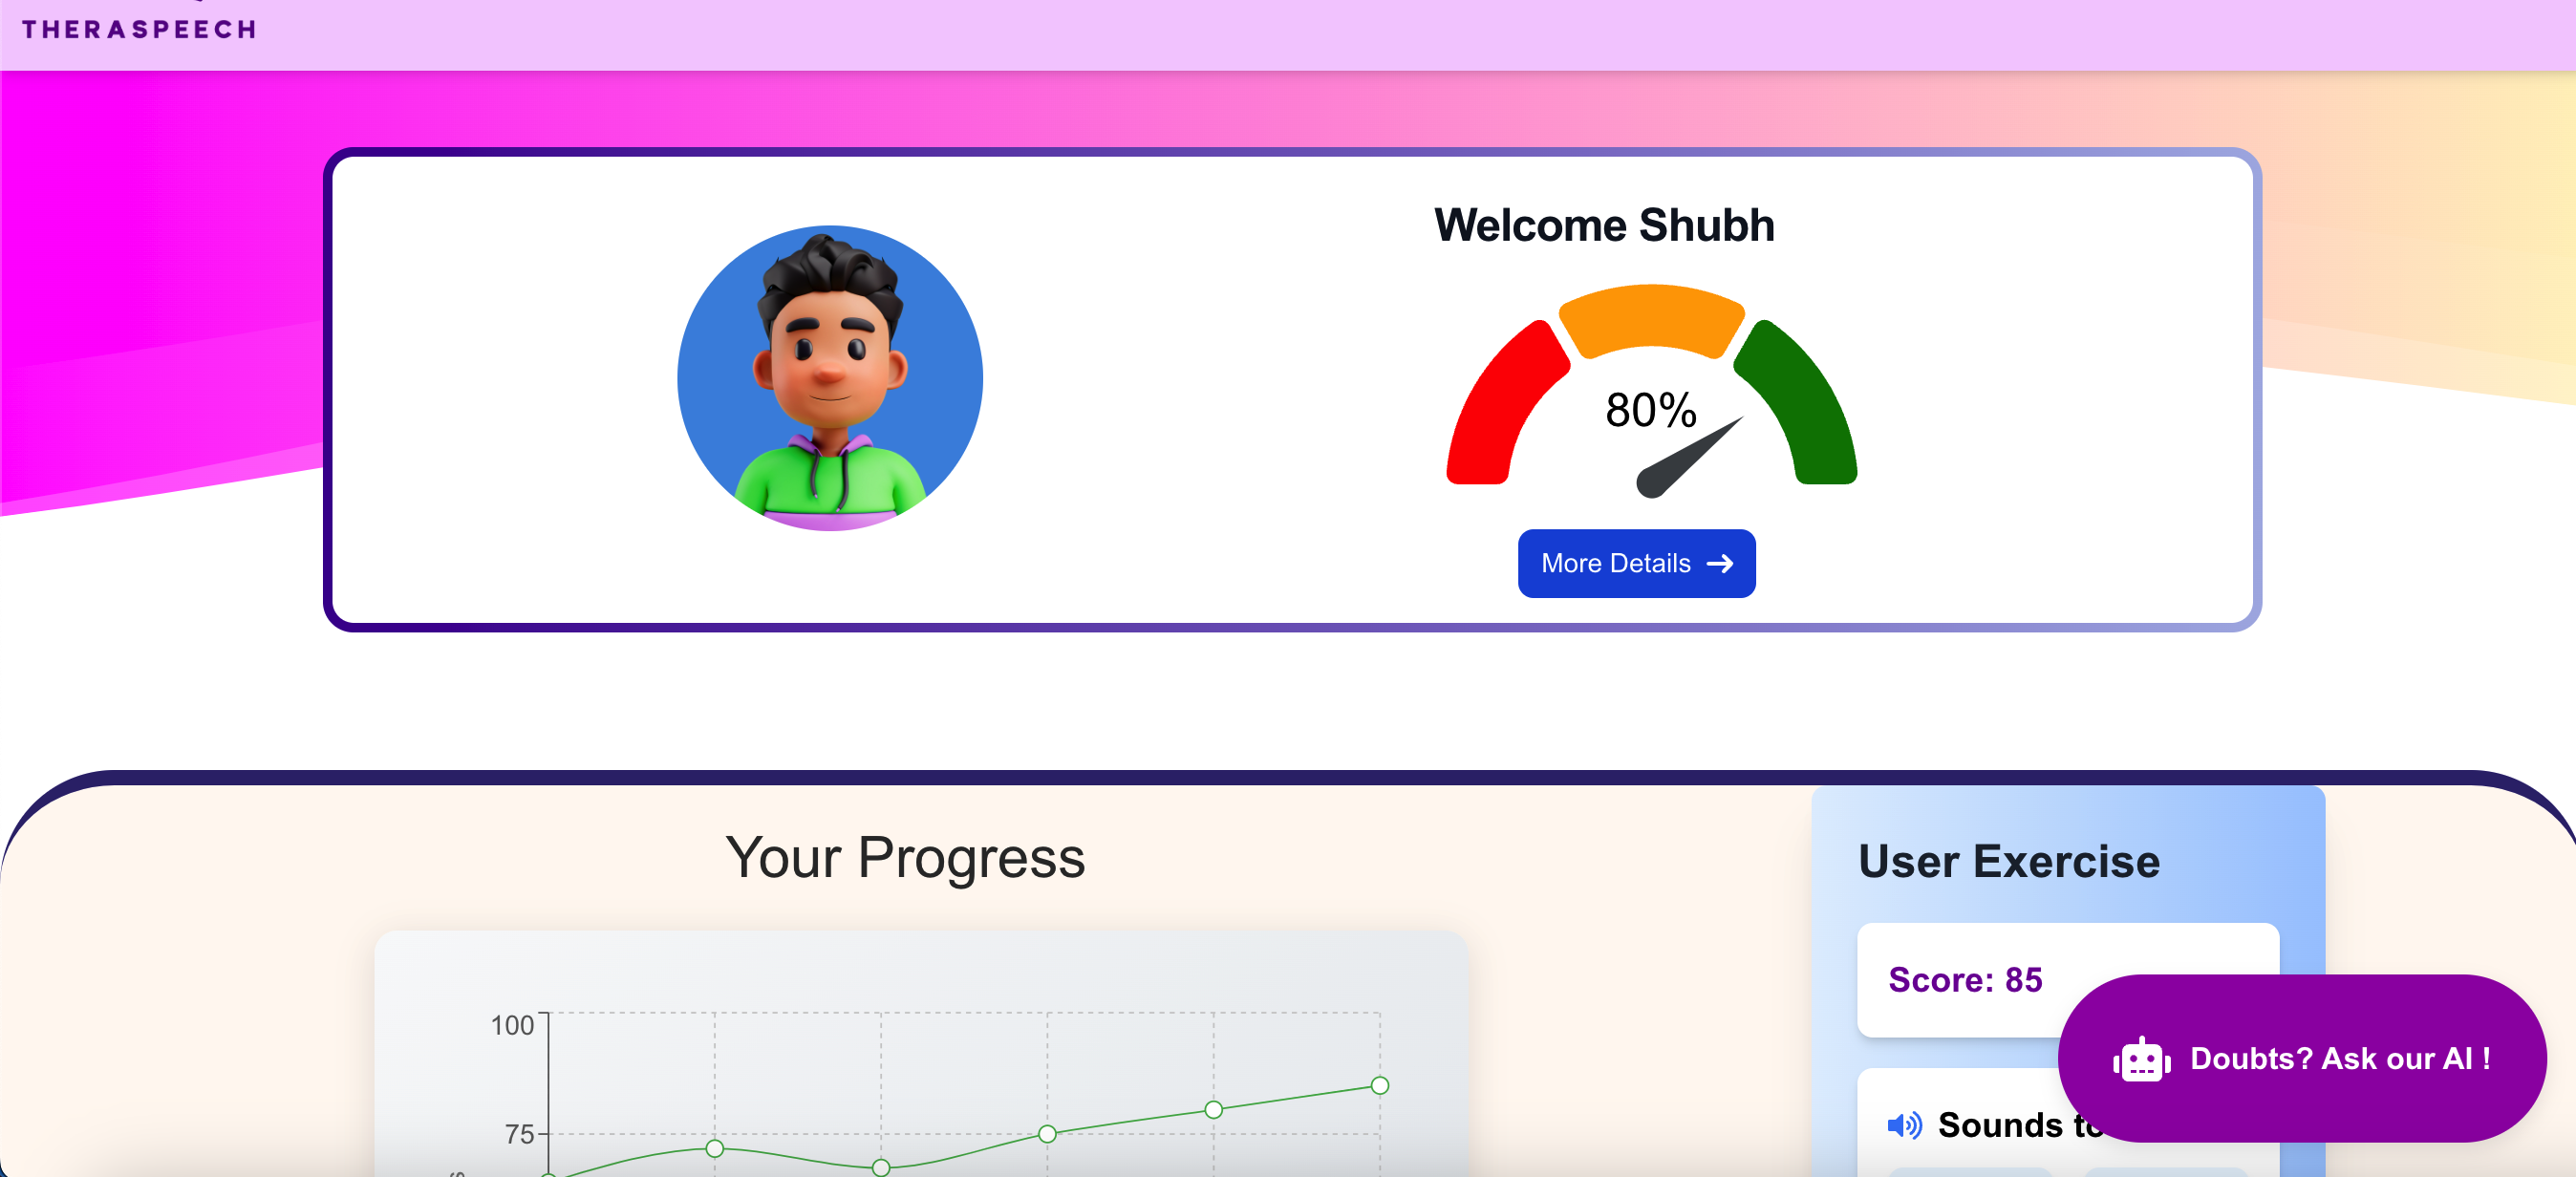 THERASPEECH
Welcome Shubh
80%
More Details
Your Progress
100
75
User Exercise
Score: 85
Sounds
Doubts? Ask our AI !